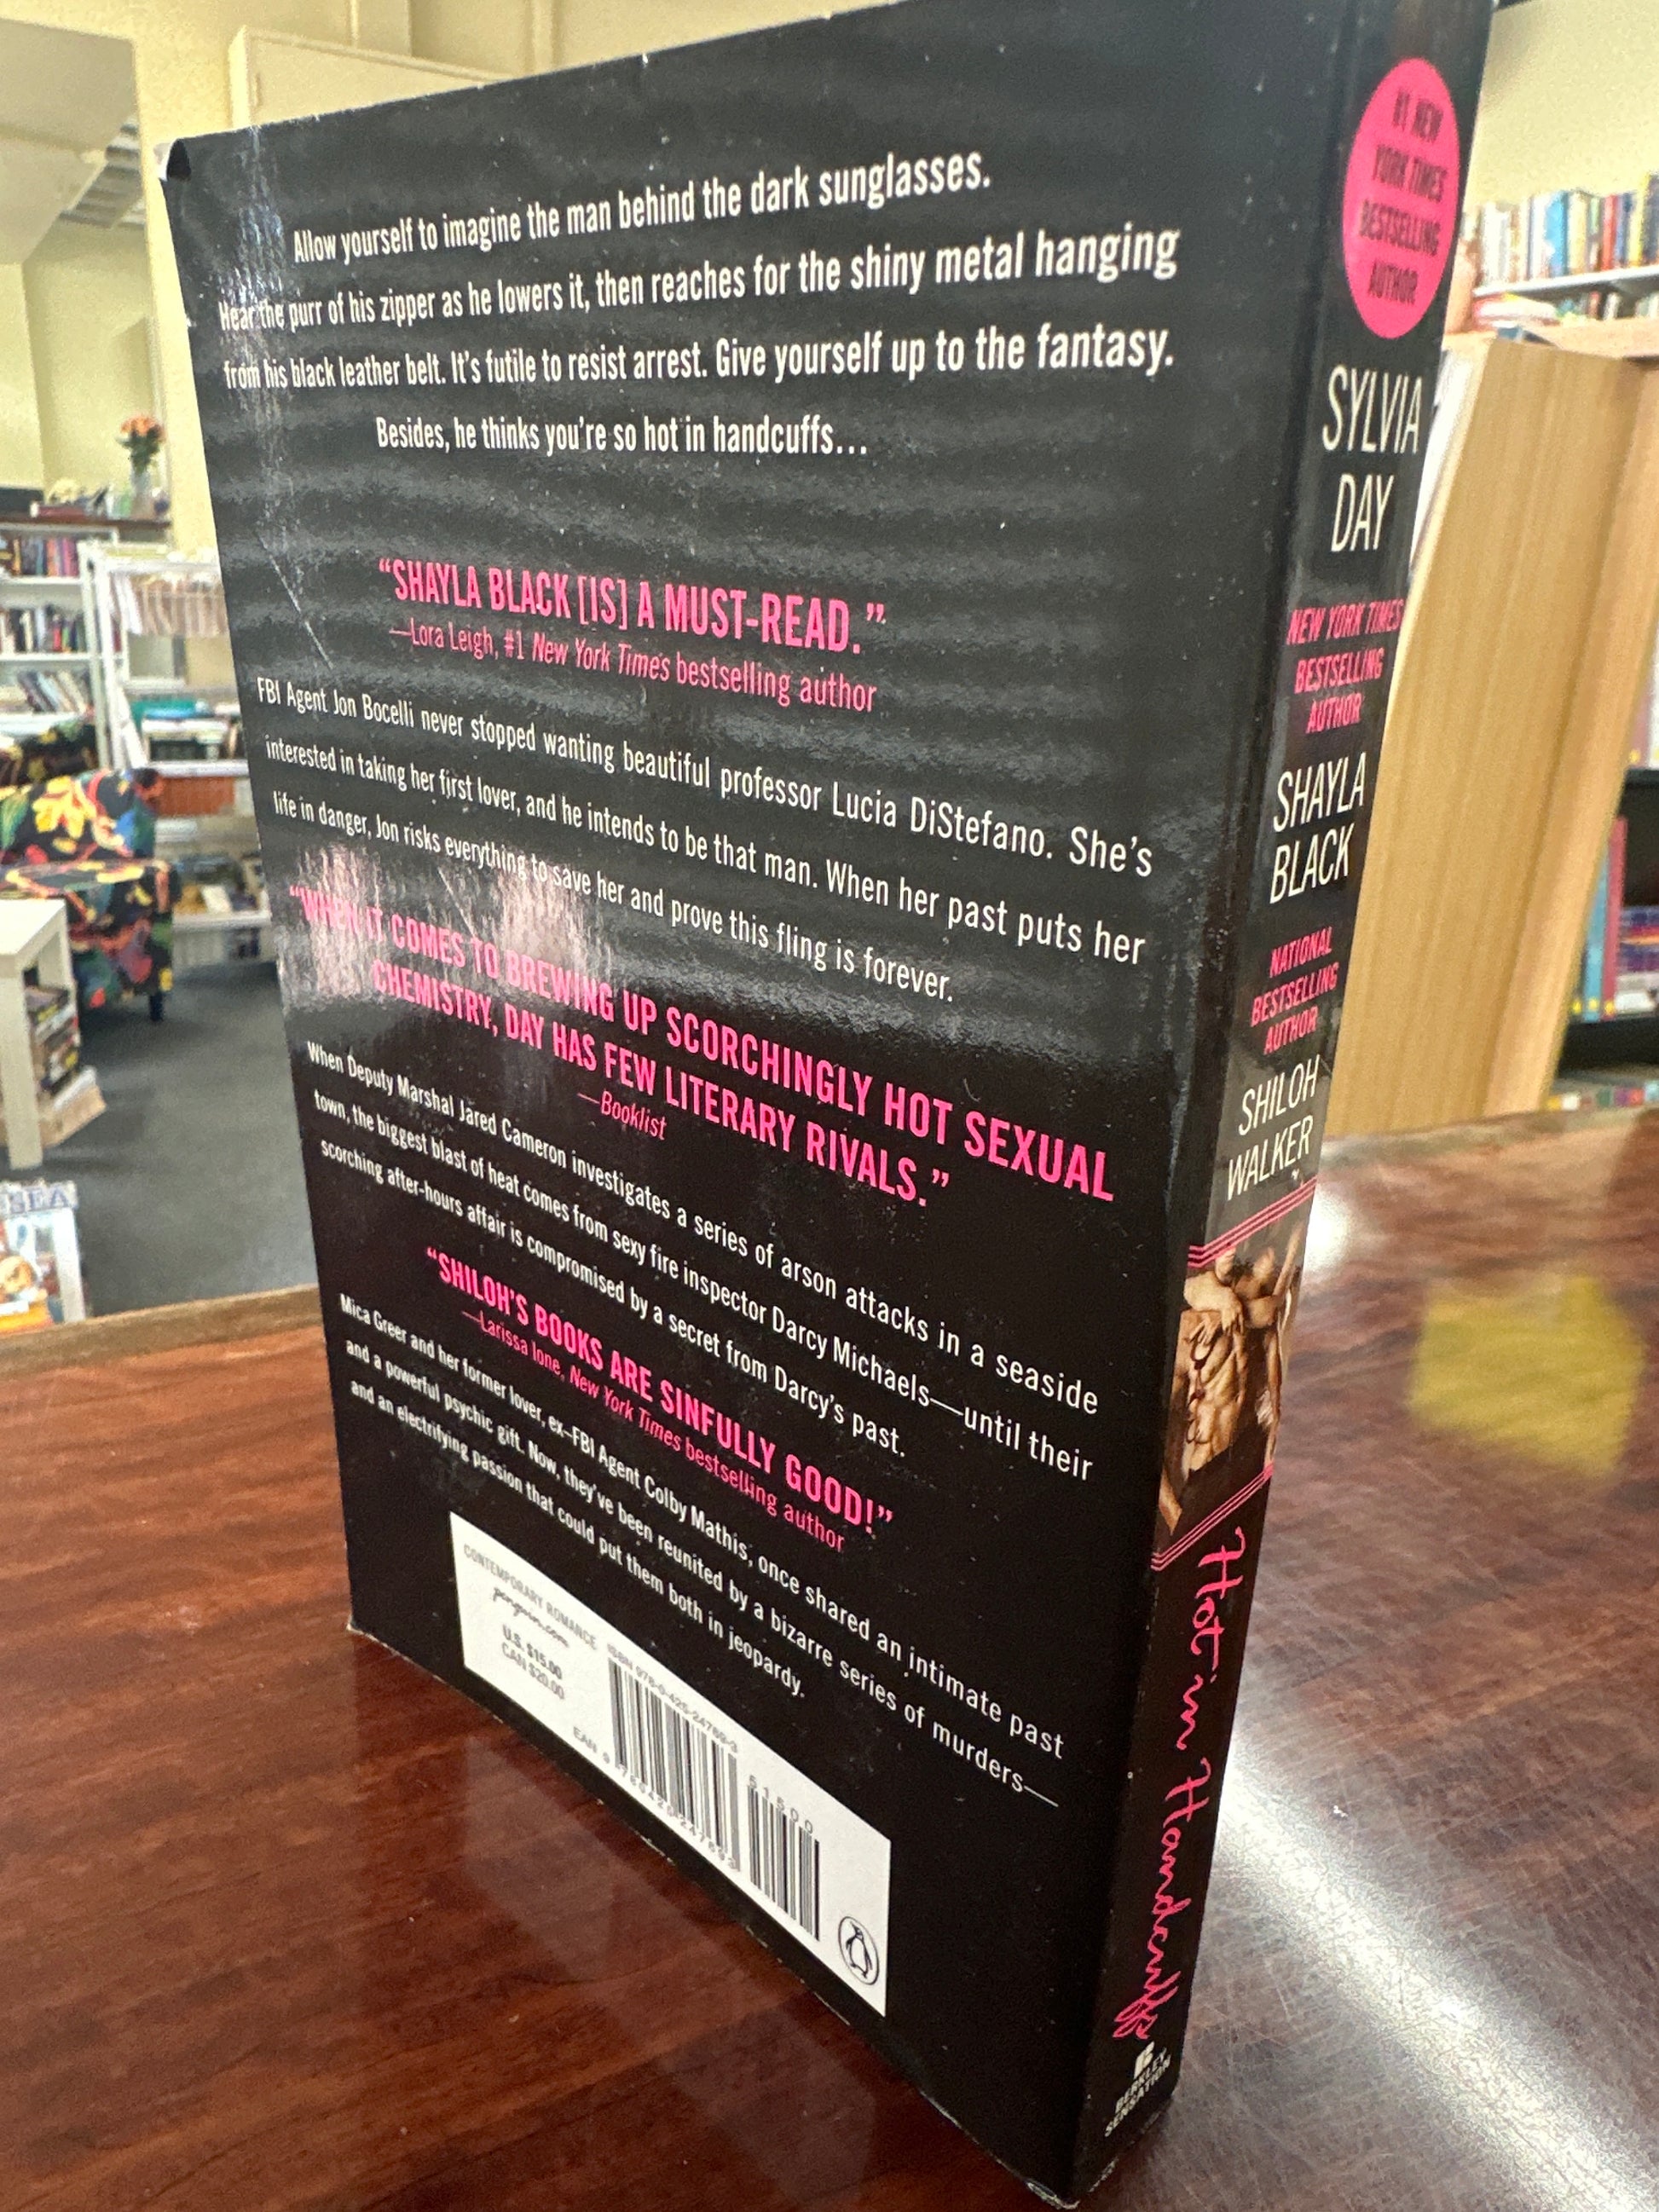 Allow yourself to imagine the man behind the dark sunglasses.
Hear the purr of his zipper as he lowers it, then reaches for the shiny metal hanging
from his black leather belt. It's futile to resist arrest. Give yourself up to the fantasy.
Besides, he thinks you're so hot in handcuffs...
“SHAYLA BLACK [IS] A MUST-READ.”
—Lora Leigh, #1 New York Times bestselling author
FBI Agent Jon Bocelli never stopped wanting beautiful professor Lucia DiStefano. She's
interested in taking her first lover, and he intends to be that man. When her past puts her
life in danger, Jon risks everything to save her and prove this fling is forever.
“WHEN IT COMES TO BREWING UP SCORCHINGLY HOT SEXUAL
CHEMISTRY, DAY HAS FEW LITERARY RIVALS.”
—Booklist
When Deputy Marshal Jared Cameron investigates a series of arson attacks in a seaside
town, the biggest blast of heat comes from sexy fire inspector Darcy Michaels—until their
scorching after-hours affair is compromised by a secret from Darcy's past.
“SHILOH'S BOOKS ARE SINFULLY GOOD!”
—Larissa Ione, New York Times bestselling author
Mica Greer and her former lover, ex–FBI Agent Colby Mathis, once shared an intimate past
and a powerful psychic gift. Now, they've been reunited by a bizarre series of murders—
and an electrifying passion that could put them both in jeopardy.
CONTEMPORARY ROMANCE
penguin.com
U.S. $15.00
CAN $20.00
ISBN 978-0-425-24789-3
EAN
9 780425 247893
51500
#1 NEW
YORK TIMES
BESTSELLING
AUTHOR
SYLVIA
DAY
NEW YORK TIMES
BESTSELLING
AUTHOR
SHAYLA
BLACK
NATIONAL
BESTSELLING
AUTHOR
SHILOH
WALKER
Hot in Handcuffs
B
BERKLEY
SENSATION